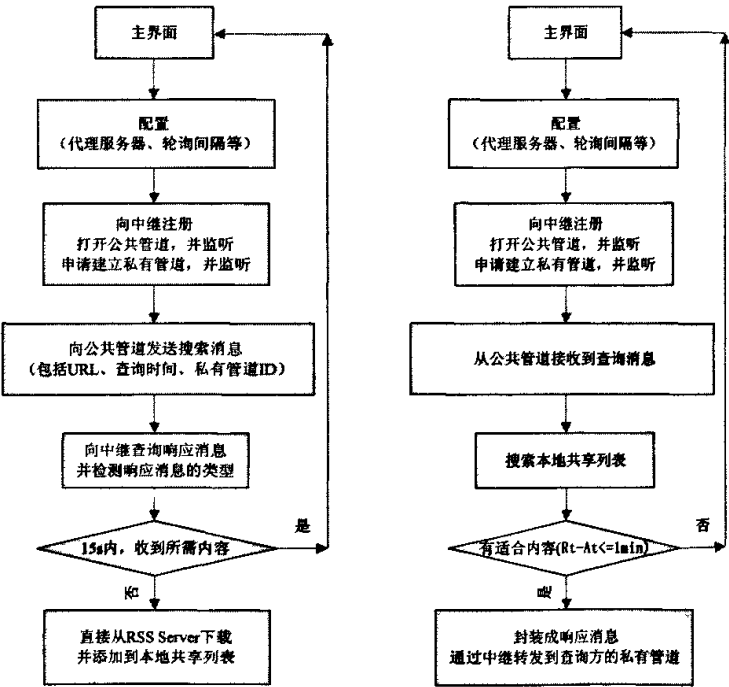 主界面
配置
(代理服务器、轮询间隔等)
向中继注册
打开公共管道，并监听
申请建立私有管道，并监听
向公共管道发送搜索消息
(包括URL、查询时间、私有管道ID)
向中继查询响应消息
并检测响应消息的类型
15s内，收到所需内容
是
否
直接从RSS Server下载
并添加到本地共享列表
主界面
配置
(代理服务器、轮询间隔等)
向中继注册
打开公共管道，并监听
申请建立私有管道，并监听
从公共管道接收到查询消息
搜索本地共享列表
有适合内容(Rt-At<=1min)
否
是
封装成响应消息
通过中继转发到查询方的私有管道